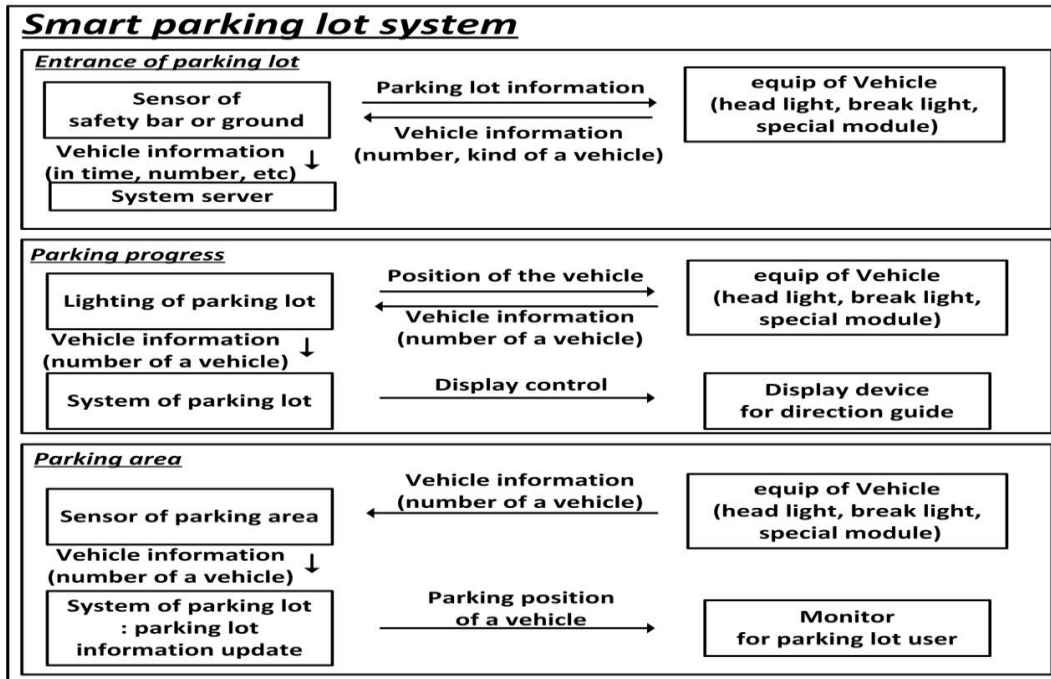 Smart parking lot system
Entrance of parking lot
Sensor of
safety bar or ground
Parking lot information
Vehicle information
(number, kind of a vehicle)
equip of Vehicle
(head light, break light,
special module)
Vehicle information
(in time, number, etc)
System server
Parking progress
Lighting of parking lot
Position of the vehicle
Vehicle information
(number of a vehicle)
equip of Vehicle
(head light, break light,
special module)
Vehicle information
(number of a vehicle)
System of parking lot
Display control
Display device
for direction guide
Parking area
Sensor of parking area
Vehicle information
(number of a vehicle)
equip of Vehicle
(head light, break light,
special module)
Vehicle information
(number of a vehicle)
System of parking lot
: parking lot
information update
Parking position
of a vehicle
Monitor
for parking lot user